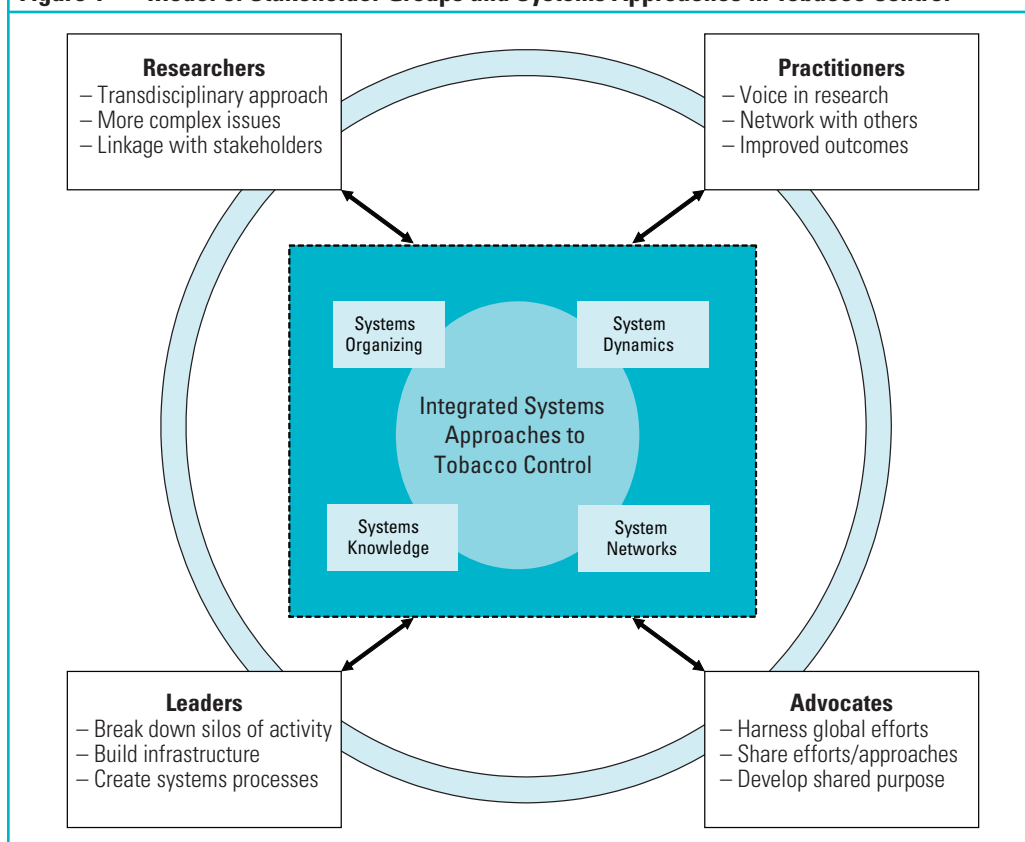 Researchers
– Transdisciplinary approach
– More complex issues
– Linkage with stakeholders
Practitioners
– Voice in research
– Network with others
– Improved outcomes
Systems
Organizing
System
Dynamics
Integrated Systems
Approaches to
Tobacco Control
Systems
Knowledge
System
Networks
Leaders
– Break down silos of activity
– Build infrastructure
– Create systems processes
Advocates
– Harness global efforts
– Share efforts/approaches
– Develop shared purpose